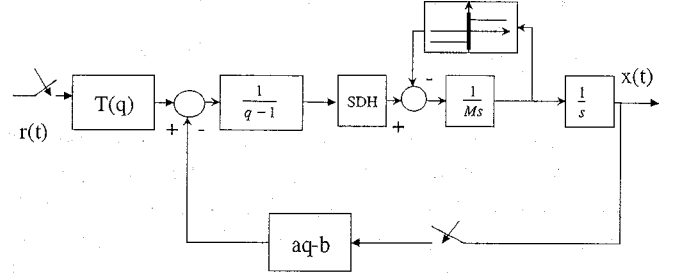 x(t)
T(q)
1
q - 1
SDH
1
Ms
1
s
-
+
-
+
r(t)
aq-b